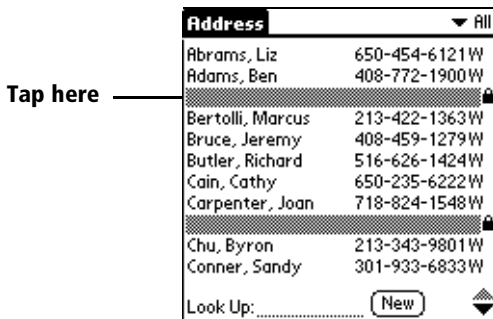 Address All
Abrams, Liz 650-454-6121W
Adams, Ben 408-772-1900W
Tap here
Bertolli, Marcus 213-422-1363W
Bruce, Jeremy 408-459-1279W
Butler, Richard 516-626-1424W
Cain, Cathy 650-235-6222W
Carpenter, Joan 718-824-1548W
Chu, Byron 213-343-9801W
Conner, Sandy 301-933-6833W
Look Up: New